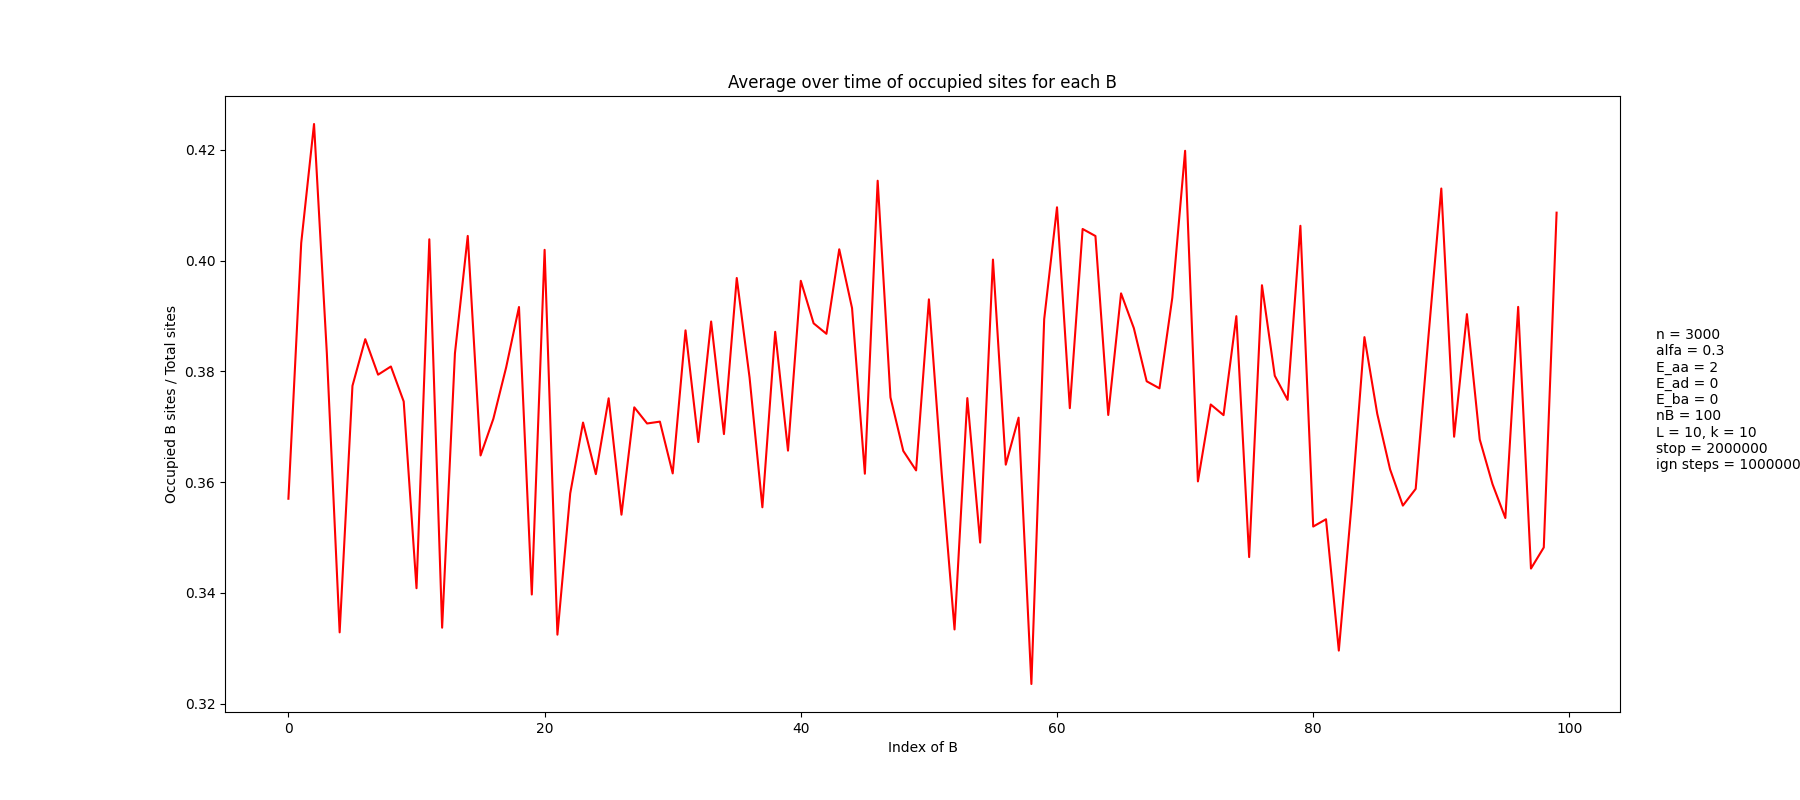 Average over time of occupied sites for each B
Occupied B sites / Total sites
0.42
0.40
0.38
0.36
0.34
0.32
0 20 40 60 80 100
Index of B
n = 3000
alfa = 0.3
E_aa = 2
E_ad = 0
E_ba = 0
nB = 100
L = 10, k = 10
stop = 2000000
ign steps = 1000000